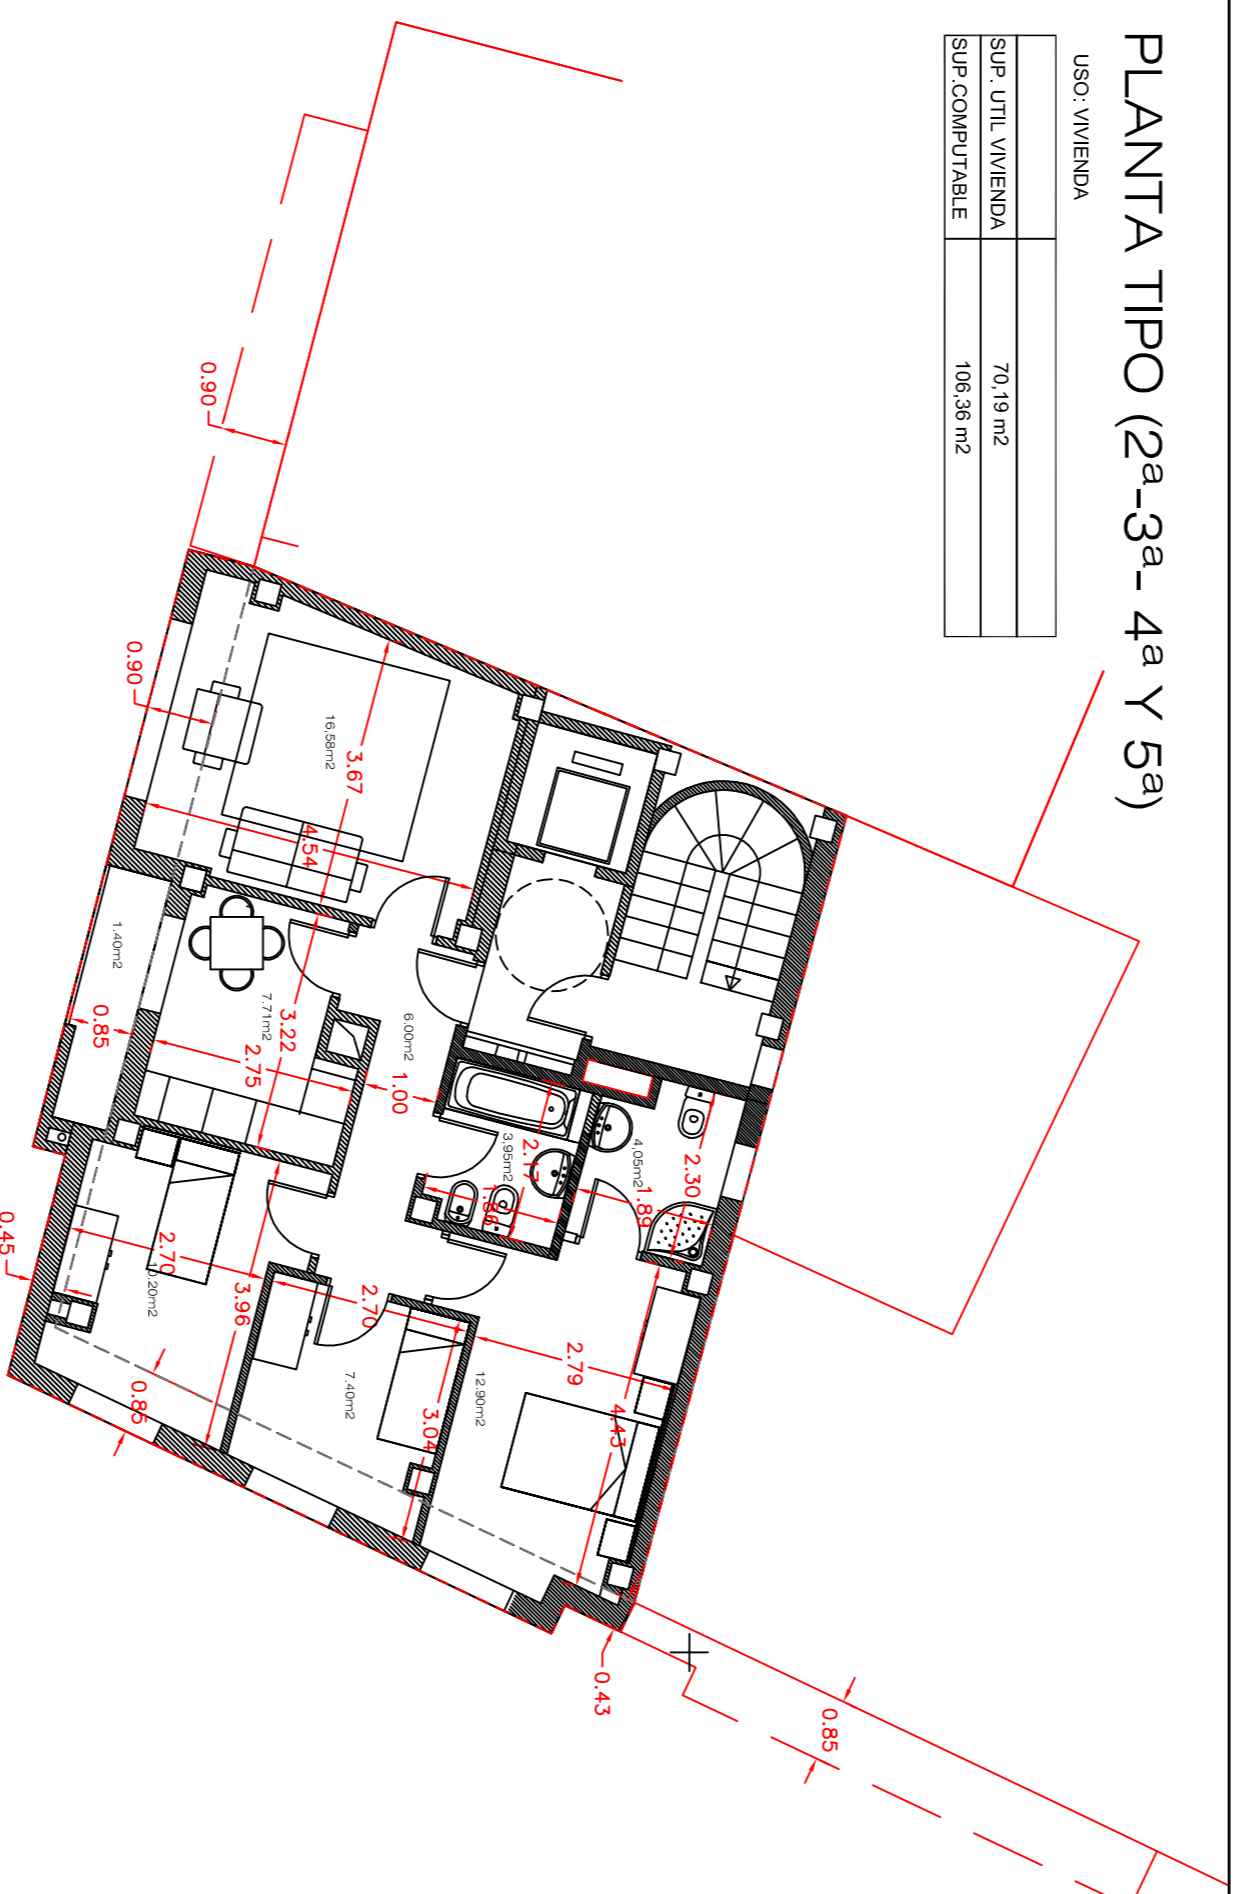 PLANTA TIPO (2ª-3ª- 4ª Y 5ª)
USO: VIVIENDA
SUP. UTIL VIVIENDA 70,19 m2
SUP.COMPUTABLE 106,36 m2
0.90
0.90
16,58m2
3.67
4.54
1.40m2
0.85
7.71m2
3.22
2.75
6.00m2
1.00
3,95m2
2.17
1.86
4,05m2
2.30
1.89
2.70
10.20m2
3.96
0.45
0.85
2.70
7.40m2
3.04
12.90m2
2.79
4.43
0.43
0.85